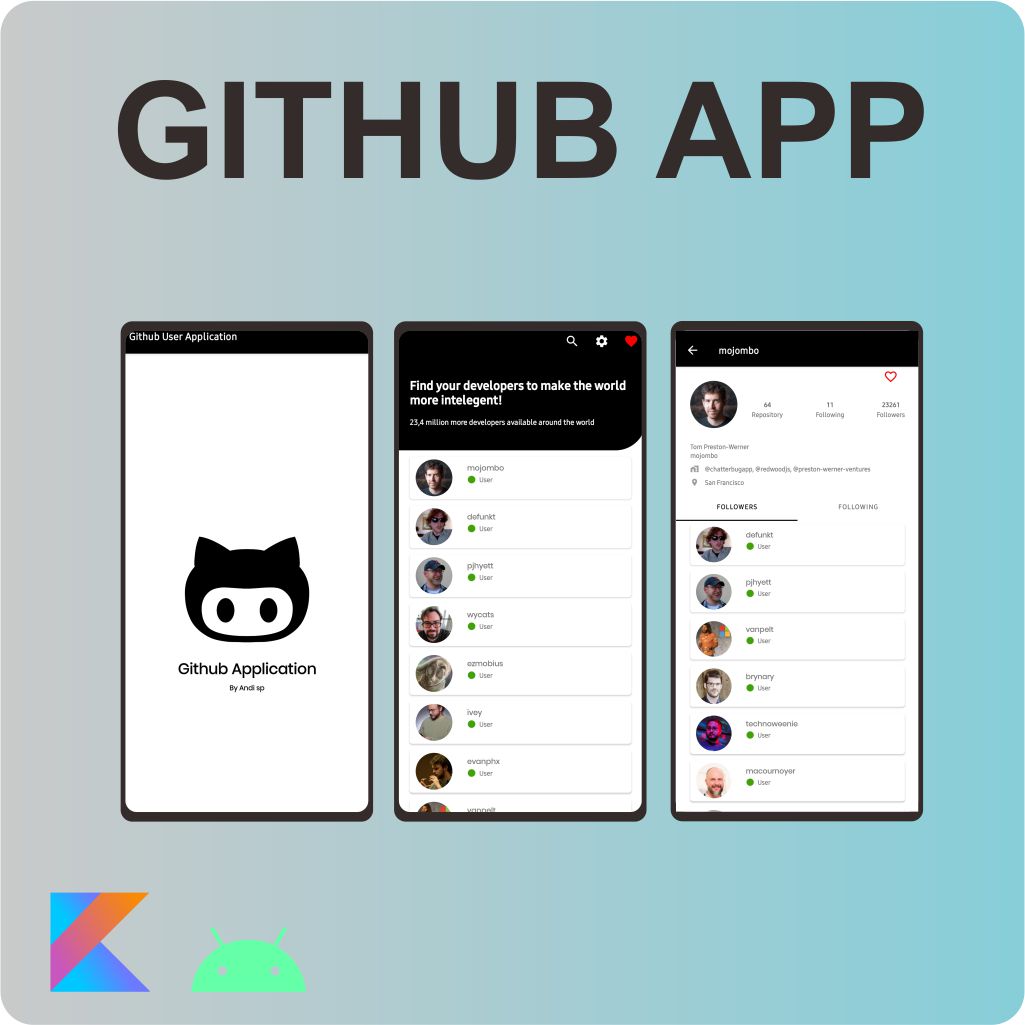 GITHUB APP
Github User Application
Github Application
By Andi sp
Find your developers to make the world
more intelegent!
23,4 million more developers available around the world
mojombo
User
defunkt
User
pjhyett
User
wycats
User
ezmobius
User
ivey
User
evanphx
User
vanpelt
mojombo
64
Repository
11
Following
23261
Followers
Tom Preston-Werner
mojombo
@chatterbugapp, @redwoodjs, @preston-werner-ventures
San Francisco
FOLLOWERS
FOLLOWING
defunkt
User
pjhyett
User
vanpelt
User
brynary
User
technoweenie
User
macournoyer
User